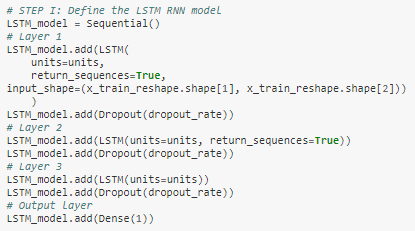 # STEP I: Define the LSTM RNN model
LSTM_model = Sequential()
# Layer 1
LSTM_model.add(LSTM(
    units=units,
    return_sequences=True,
input_shape=(x_train_reshape.shape[1], x_train_reshape.shape[2]))
    )
LSTM_model.add(Dropout(dropout_rate))
# Layer 2
LSTM_model.add(LSTM(units=units, return_sequences=True))
LSTM_model.add(Dropout(dropout_rate))
# Layer 3
LSTM_model.add(LSTM(units=units))
LSTM_model.add(Dropout(dropout_rate))
# Output Layer
LSTM_model.add(Dense(1))